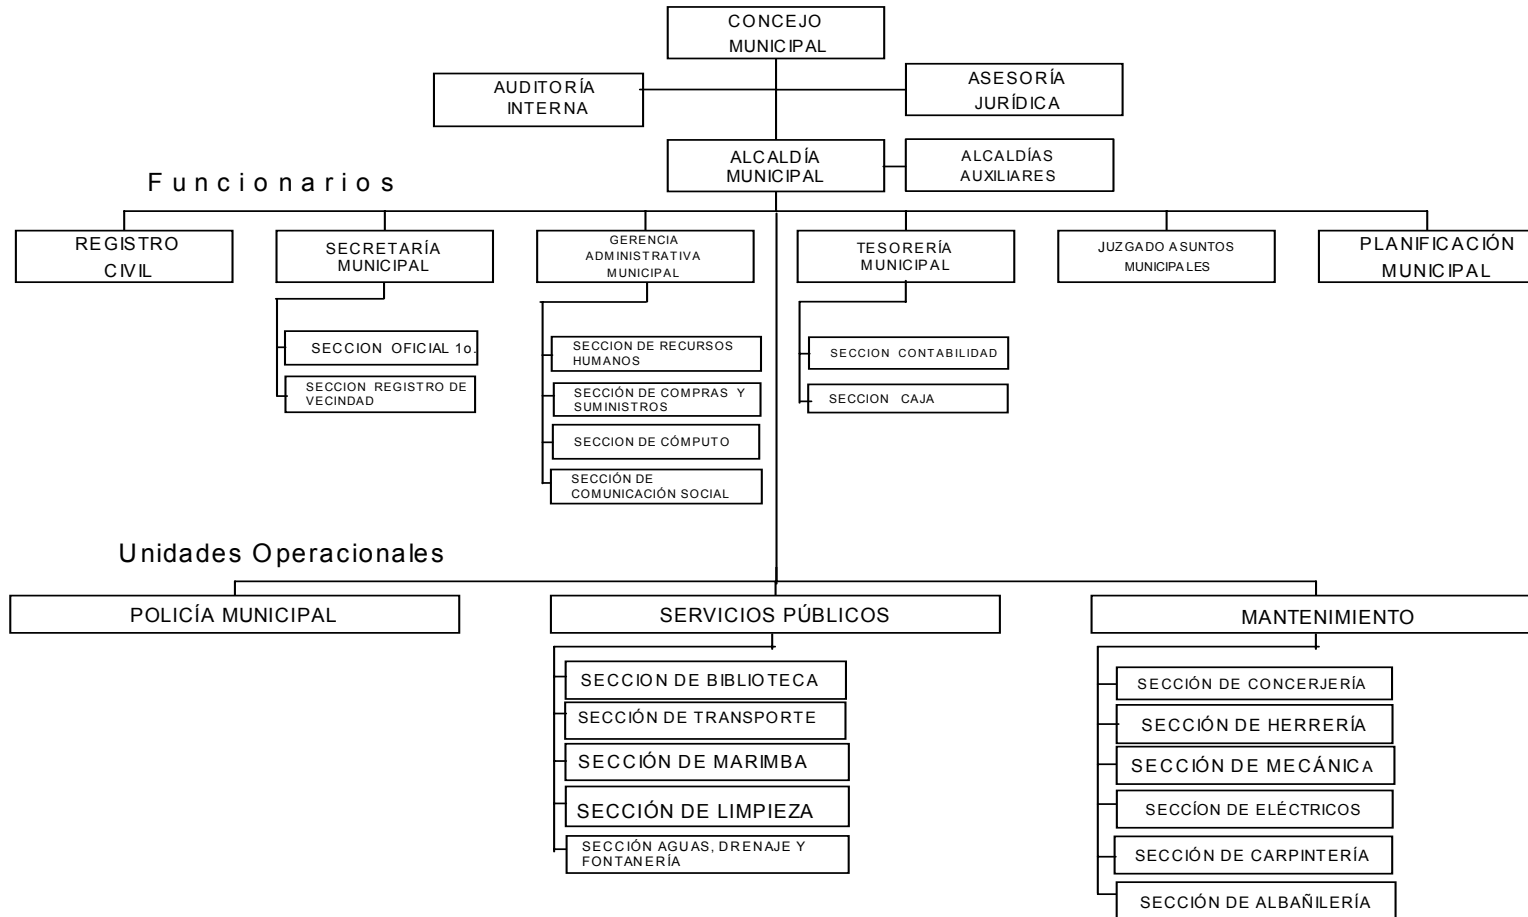 CONCEJO
MUNICIPAL
AUDITORÍA
INTERNA
ASESORÍA
JURÍDICA
ALCALDÍA
MUNICIPAL
ALCALDÍAS
AUXILIARES
Funcionarios
REGISTRO
CIVIL
SECRETARÍA
MUNICIPAL
GERENCIA
ADMINISTRATIVA
MUNICIPAL
TESORERÍA
MUNICIPAL
JUZGADO ASUNTOS
MUNICIPALES
PLANIFICACIÓN
MUNICIPAL
SECCION OFICIAL 1o.
SECCION REGISTRO DE
VECINDAD
SECCION DE RECURSOS
HUMANOS
SECCIÓN DE COMPRAS Y
SUMINISTROS
SECCION DE CÓMPUTO
SECCIÓN DE
COMUNICACIÓN SOCIAL
SECCION CONTABILIDAD
SECCION CAJA
Unidades Operacionales
POLICÍA MUNICIPAL
SERVICIOS PÚBLICOS
MANTENIMIENTO
SECCION DE BIBLIOTECA
SECCIÓN DE TRANSPORTE
SECCIÓN DE MARIMBA
SECCIÓN DE LIMPIEZA
SECCIÓN AGUAS, DRENAJE Y
FONTANERÍA
SECCIÓN DE CONCERJERÍA
SECCIÓN DE HERRERÍA
SECCIÓN DE MECÁNICA
SECCÍON DE ELÉCTRICOS
SECCIÓN DE CARPINTERÍA
SECCIÓN DE ALBAÑILERÍA